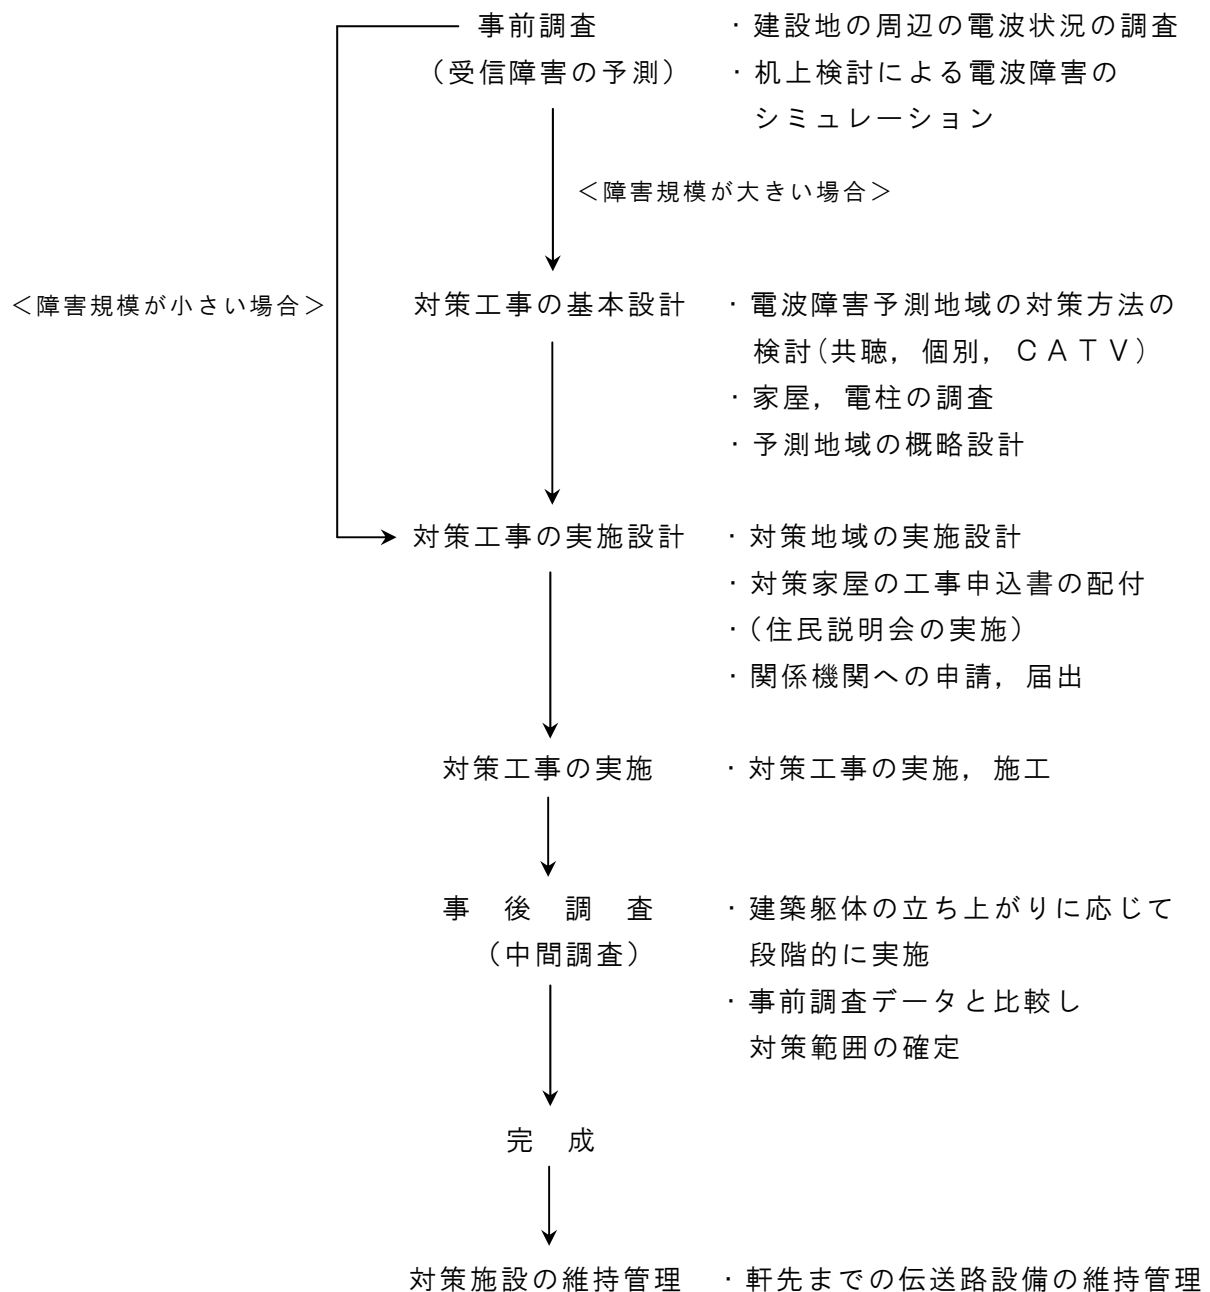 事前調査 ・建設地の周辺の電波状況の調査
（受信障害の予測） ・机上検討による電波障害の
シミュレーション
＜障害規模が大きい場合＞
＜障害規模が小さい場合＞ 対策工事の基本設計 ・電波障害予測地域の対策方法の
検討(共聴，個別，ＣＡＴＶ)
・家屋，電柱の調査
・予測地域の概略設計
対策工事の実施設計 ・対策地域の実施設計
・対策家屋の工事申込書の配付
・(住民説明会の実施)
・関係機関への申請，届出
対策工事の実施 ・対策工事の実施，施工
事　後　調　査 ・建築躯体の立ち上がりに応じて
（中間調査） 段階的に実施
・事前調査データと比較し
対策範囲の確定
完　成
対策施設の維持管理 ・軒先までの伝送路設備の維持管理